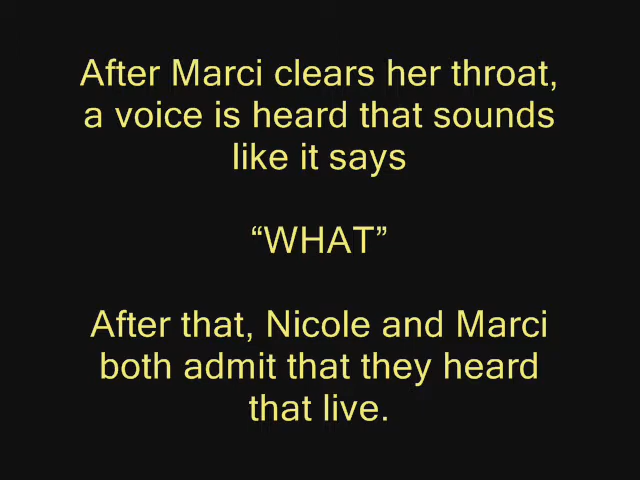 After Marci clears her throat,
a voice is heard that sounds
like it says
“WHAT”
After that, Nicole and Marci
both admit that they heard
that live.